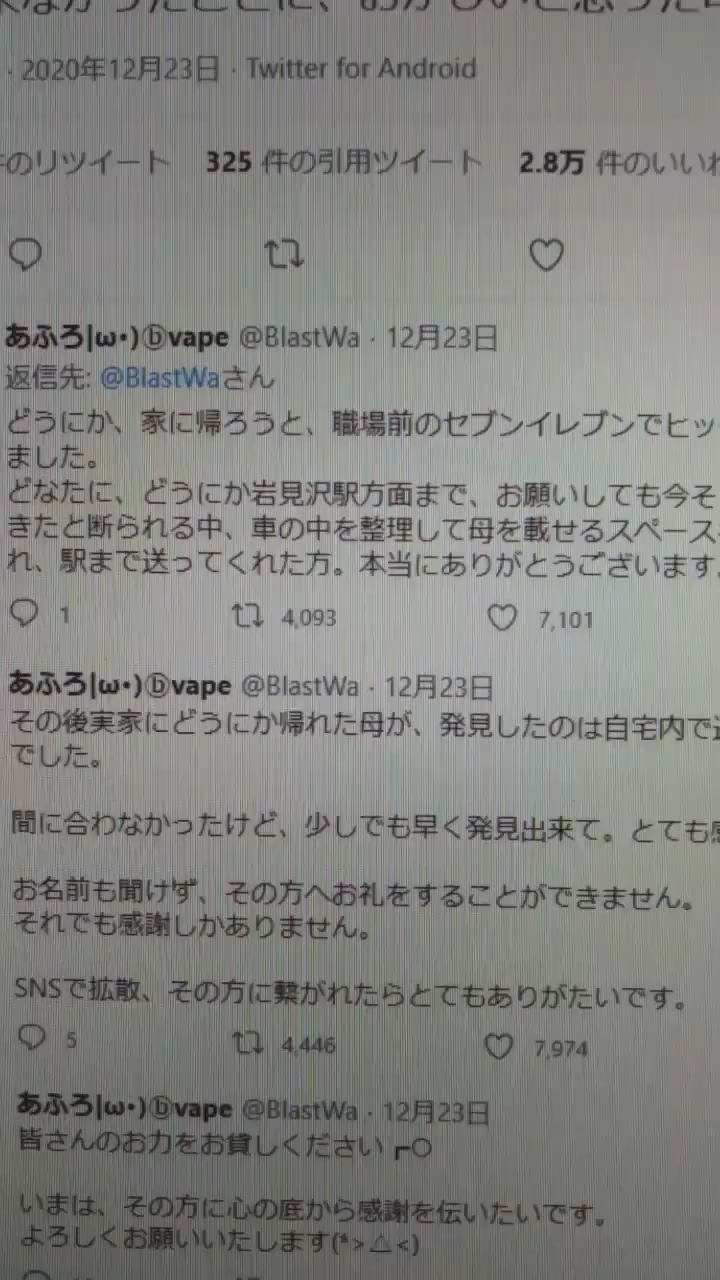 · 2020年12月23日 · Twitter for Android
のリツイート 325 件の引用ツイート 2.8万 件のいい
あふろ|ω･)ⓑvape @BlastWa · 12月23日
返信先: @BlastWaさん
どうにか、家に帰ろうと、職場前のセブンイレブンでヒッ
ました。
どなたに、どうにか岩見沢駅方面まで、お願いしても今そ
きたと断られる中、車の中を整理して母を載せるスペース
れ、駅まで送ってくれた方。本当にありがとうございます
1 4,093 7,101
あふろ|ω･)ⓑvape @BlastWa · 12月23日
その後実家にどうにか帰れた母が、発見したのは自宅内で
でした。
間に合わなかったけど、少しでも早く発見出来て。とても
お名前も聞けず、その方へお礼をすることができません。
それでも感謝しかありません。
SNSで拡散、その方に繋がれたらとてもありがたいです。
5 4,446 7,974
あふろ|ω･)ⓑvape @BlastWa · 12月23日
皆さんのお力をお貸しください┏○
いまは、その方に心の底から感謝を伝いたいです。
よろしくお願いいたします(*>△<)